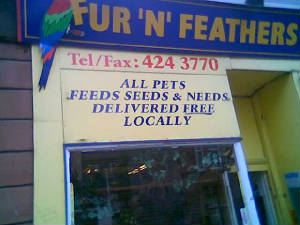 FUR 'N' FEATHERS
Tel/Fax: 424 3770
ALL PETS
FEEDS SEEDS & NEEDS
DELIVERED FREE
LOCALLY